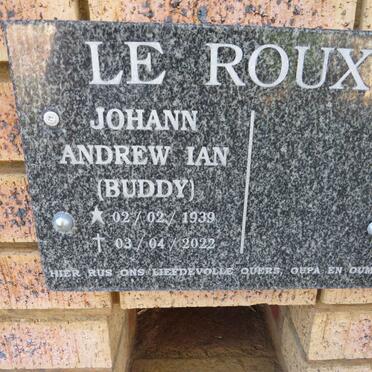 LE ROUX
JOHANN
ANDREW IAN
(BUDDY)
★ 02 / 02 / 1939
† 03 / 04 / 2022
HIER RUS ONS LIEFDEVOLLE OUERS, OUPA EN OUM